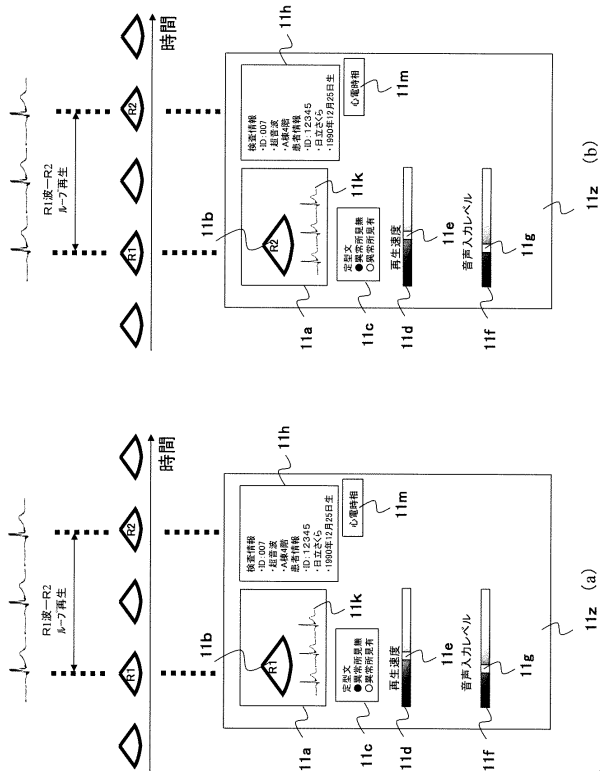 R1波―R2
ループ再生
R1
R2
時間
検査情報
・ID:007
・超音波
・A棟4階
患者情報
・ID:12345
・日立さくら
・1990年12月25日生
11h
心電時相
11m
11b
R1
11k
11a
定型文
●異常所見無
○異常所見有
11c
再生速度
11e
11d
音声入力レベル
11g
11f
11z
(a)
R1波―R2
ループ再生
R1
R2
時間
検査情報
・ID:007
・超音波
・A棟4階
患者情報
・ID:12345
・日立さくら
・1990年12月25日生
11h
心電時相
11m
11b
R2
11k
11a
定型文
●異常所見無
○異常所見有
11c
再生速度
11e
11d
音声入力レベル
11g
11f
11z
(b)